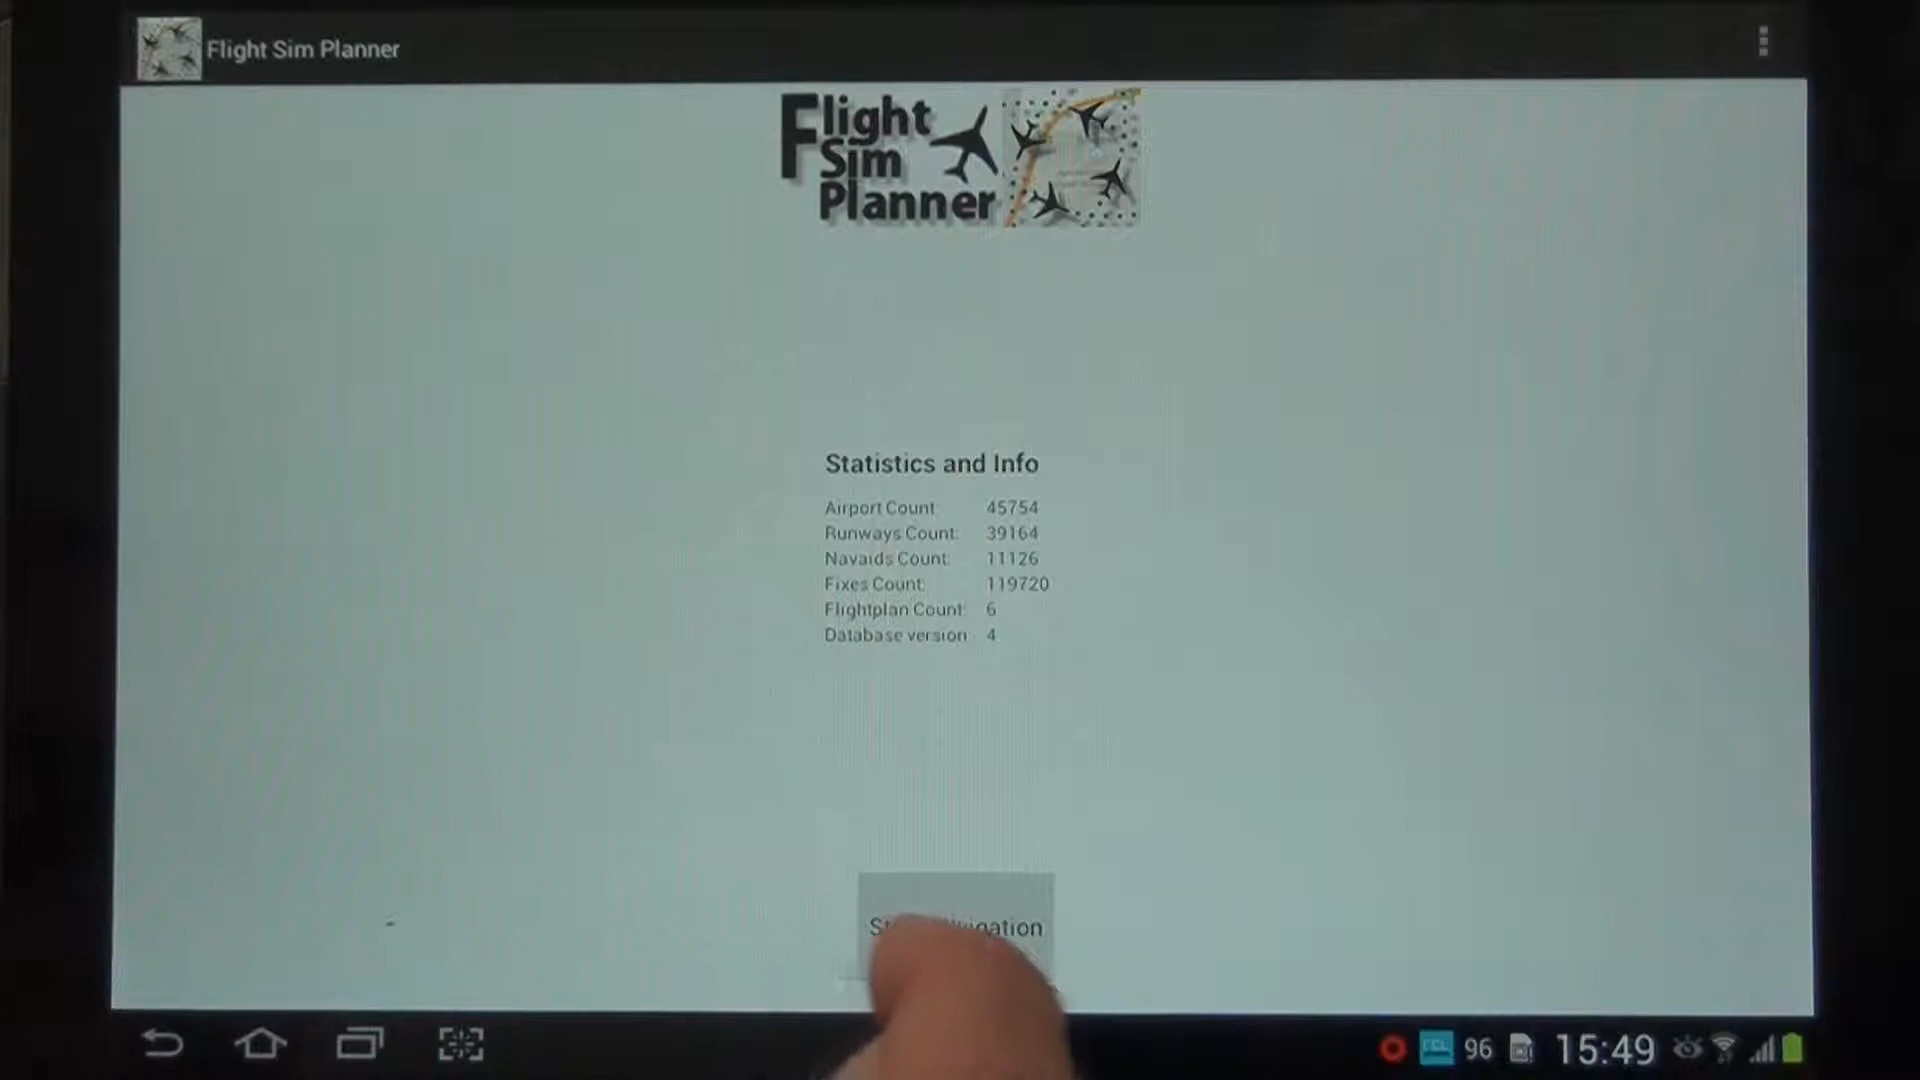 Flight Sim Planner
Flight
Sim
Planner
Statistics and Info
Airport Count: 45754
Runways Count: 39164
Navaids Count: 11126
Fixes Count: 119720
Flightplan Count: 6
Database version 4
96
15:49